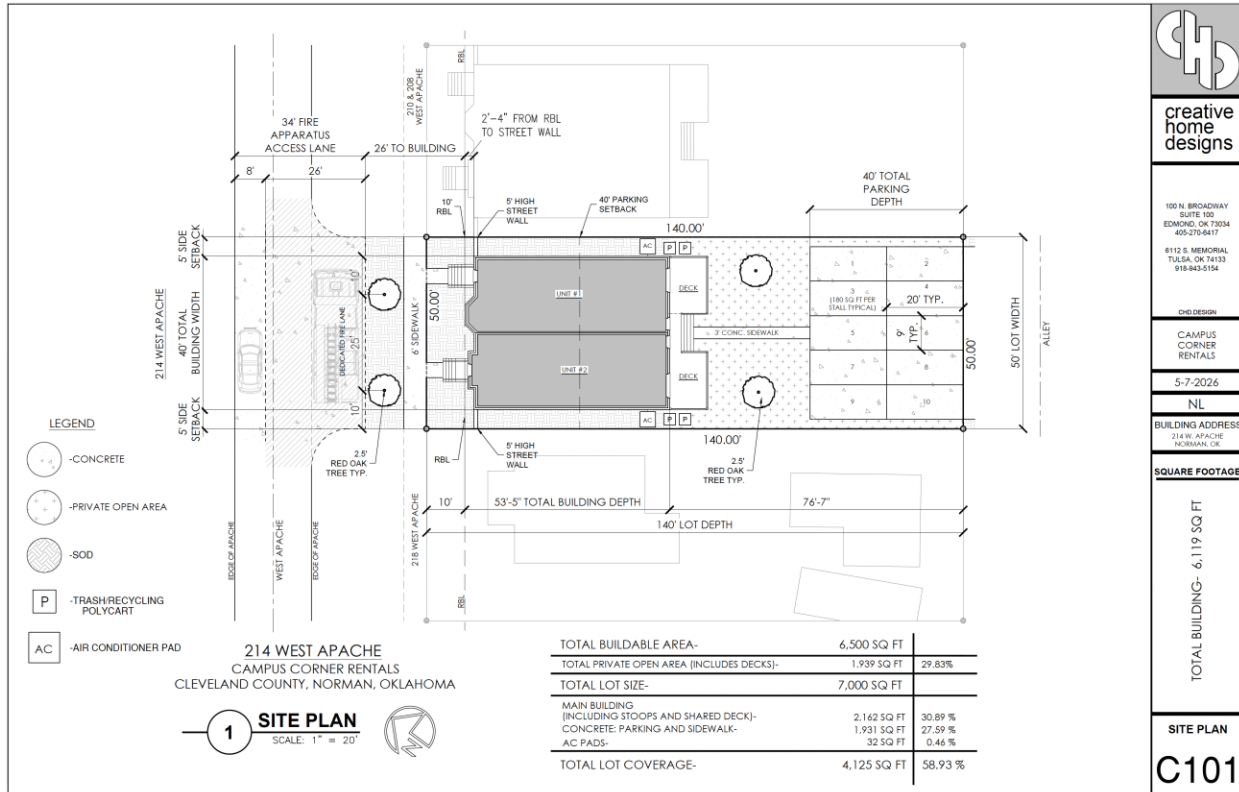 RBL
210 & 208
WEST APACHE
2'-4" FROM RBL
TO STREET WALL
34' FIRE
APPARATUS
ACCESS LANE
26' TO BUILDING
8'
26'
40' TOTAL
PARKING
DEPTH
10'
RBL
5' HIGH
STREET
WALL
40' PARKING
SETBACK
140.00'
5' SIDE
SETBACK
AC
P
P
10'
1
2
UNIT #1
DECK
3
4
(180 SQ FT PER
STALL TYPICAL)
20' TYP.
214 WEST APACHE
40' TOTAL
BUILDING WIDTH
DEDICATED FIRE LANE
25'
6' SIDEWALK
50.00'
3' CONC. SIDEWALK
5
6
9'
TYP.
50.00'
50' LOT WIDTH
ALLEY
UNIT #2
DECK
7
8
10'
9
10
5' SIDE
SETBACK
AC
P
P
140.00'
2.5'
RED OAK
TREE TYP.
RBL
5' HIGH
STREET
WALL
2.5'
RED OAK
TREE TYP.
10'
53'-5" TOTAL BUILDING DEPTH
76'-7"
140' LOT DEPTH
EDGE OF APACHE
WEST APACHE
EDGE OF APACHE
218 WEST APACHE
RBL
LEGEND
-CONCRETE
-PRIVATE OPEN AREA
-SOD
P -TRASH/RECYCLING
POLYCART
AC -AIR CONDITIONER PAD
214 WEST APACHE
CAMPUS CORNER RENTALS
CLEVELAND COUNTY, NORMAN, OKLAHOMA
1 SITE PLAN
SCALE: 1" = 20'
TOTAL BUILDABLE AREA- 6,500 SQ FT
TOTAL PRIVATE OPEN AREA (INCLUDES DECKS)- 1,939 SQ FT 29.83%
TOTAL LOT SIZE- 7,000 SQ FT
MAIN BUILDING
(INCLUDING STOOPS AND SHARED DECK)- 2,162 SQ FT 30.89 %
CONCRETE: PARKING AND SIDEWALK- 1,931 SQ FT 27.59 %
AC PADS- 32 SQ FT 0.46 %
TOTAL LOT COVERAGE- 4,125 SQ FT 58.93 %
CHD
creative
home
designs
100 N. BROADWAY
SUITE 100
EDMOND, OK 73034
405-270-6417
6112 S. MEMORIAL
TULSA, OK 74133
918-943-5154
CHD.DESIGN
CAMPUS
CORNER
RENTALS
5-7-2026
NL
BUILDING ADDRESS
214 W. APACHE
NORMAN, OK
SQUARE FOOTAGE
TOTAL BUILDING- 6,119 SQ FT
SITE PLAN
C101